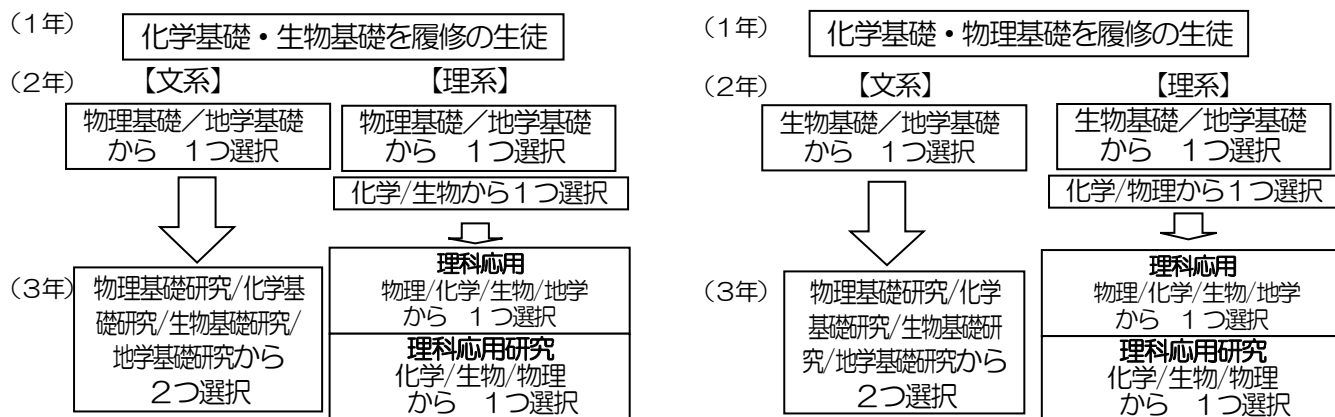 (1年)
化学基礎・生物基礎を履修の生徒
(2年)
【文系】
【理系】
物理基礎／地学基礎
から　1つ選択
物理基礎／地学基礎
から　1つ選択
化学/生物から1つ選択
(3年)
物理基礎研究/化学基
礎研究/生物基礎研究/
地学基礎研究から
2つ選択
理科応用
物理/化学/生物/地学
から　1つ選択
理科応用研究
化学/生物/物理
から　1つ選択
(1年)
化学基礎・物理基礎を履修の生徒
(2年)
【文系】
【理系】
生物基礎／地学基礎
から　1つ選択
生物基礎／地学基礎
から　1つ選択
化学/物理から1つ選択
(3年)
物理基礎研究/化学
基礎研究/生物基礎研
究/地学基礎研究から
2つ選択
理科応用
物理/化学/生物/地学
から　1つ選択
理科応用研究
化学/生物/物理
から　1つ選択